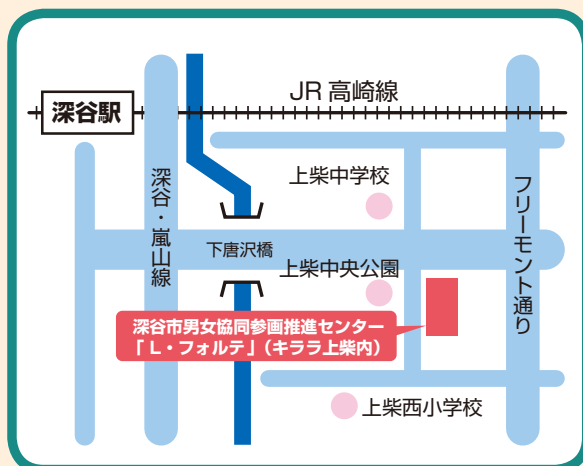 JR 高崎線
深谷駅
上柴中学校
深谷・嵐山線
フリーモント通り
下唐沢橋
上柴中央公園
深谷市男女協同参画推進センター
「L・フォルテ」(キララ上柴内)
上柴西小学校